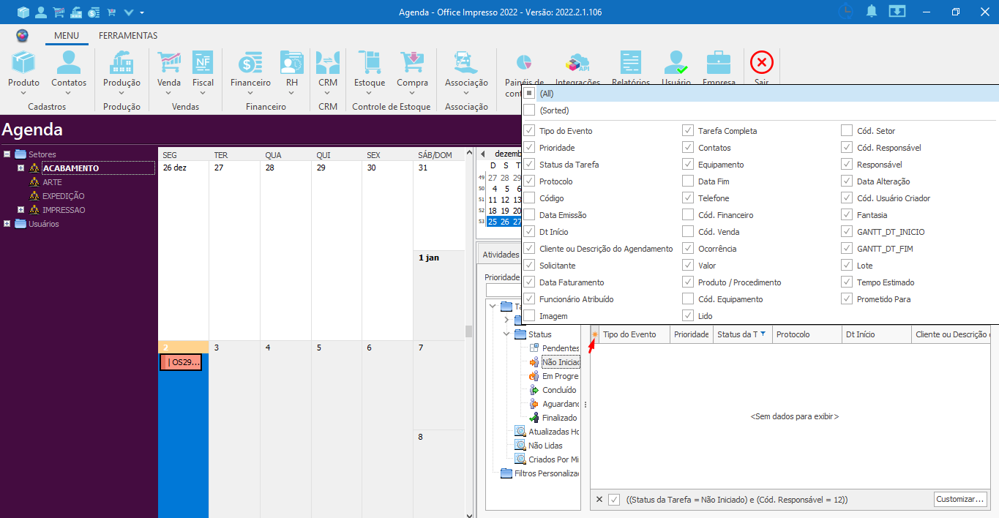 Agenda - Office Impresso 2022 - Versão: 2022.2.1.106
MENU
FERRAMENTAS
Produto
Contatos
Cadastros
Produção
Produção
Venda
NF
Fiscal
Vendas
Financeiro
RH
Financeiro
CRM
CRM
Estoque
Compra
Controle de Estoque
Associação
Associação
Painéis de
API
Integrações
Relatórios
Usuário
Empresa
Sair
Agenda
Setores
ACABAMENTO
ARTE
EXPEDIÇÃO
IMPRESSAO
Usuários
SEG TER QUA QUI SEX SÁB/DOM
26 dez 27 28 29 30 31
1 jan
2 3 4 5 6 7
| OS29...
8
dezemb
D S T
49 27 28 29
50 4 5 6
51 11 12 13
52 18 19 20
53 25 26 27
Atividades
Prioridade
Status
Pendentes
Não Iniciad
Em Progre
Concluído
Aguardand
Finalizado
Atualizadas Ho
Não Lidas
Criados Por Mi
Filtros Personaliza
(All)
(Sorted)
Tipo do Evento
Prioridade
Status da Tarefa
Protocolo
Código
Data Emissão
Dt Início
Cliente ou Descrição do Agendamento
Solicitante
Data Faturamento
Funcionário Atribuído
Imagem
Tarefa Completa
Contatos
Equipamento
Data Fim
Telefone
Cód. Financeiro
Cód. Venda
Ocorrência
Valor
Produto / Procedimento
Cód. Equipamento
Lido
Cód. Setor
Cód. Responsável
Responsável
Data Alteração
Cód. Usuário Criador
Fantasia
GANTT_DT_INICIO
GANTT_DT_FIM
Lote
Tempo Estimado
Prometido Para
Tipo do Evento Prioridade Status da T Protocolo Dt Início Cliente ou Descrição
<Sem dados para exibir>
((Status da Tarefa = Não Iniciado) e (Cód. Responsável = 12))
Customizar...